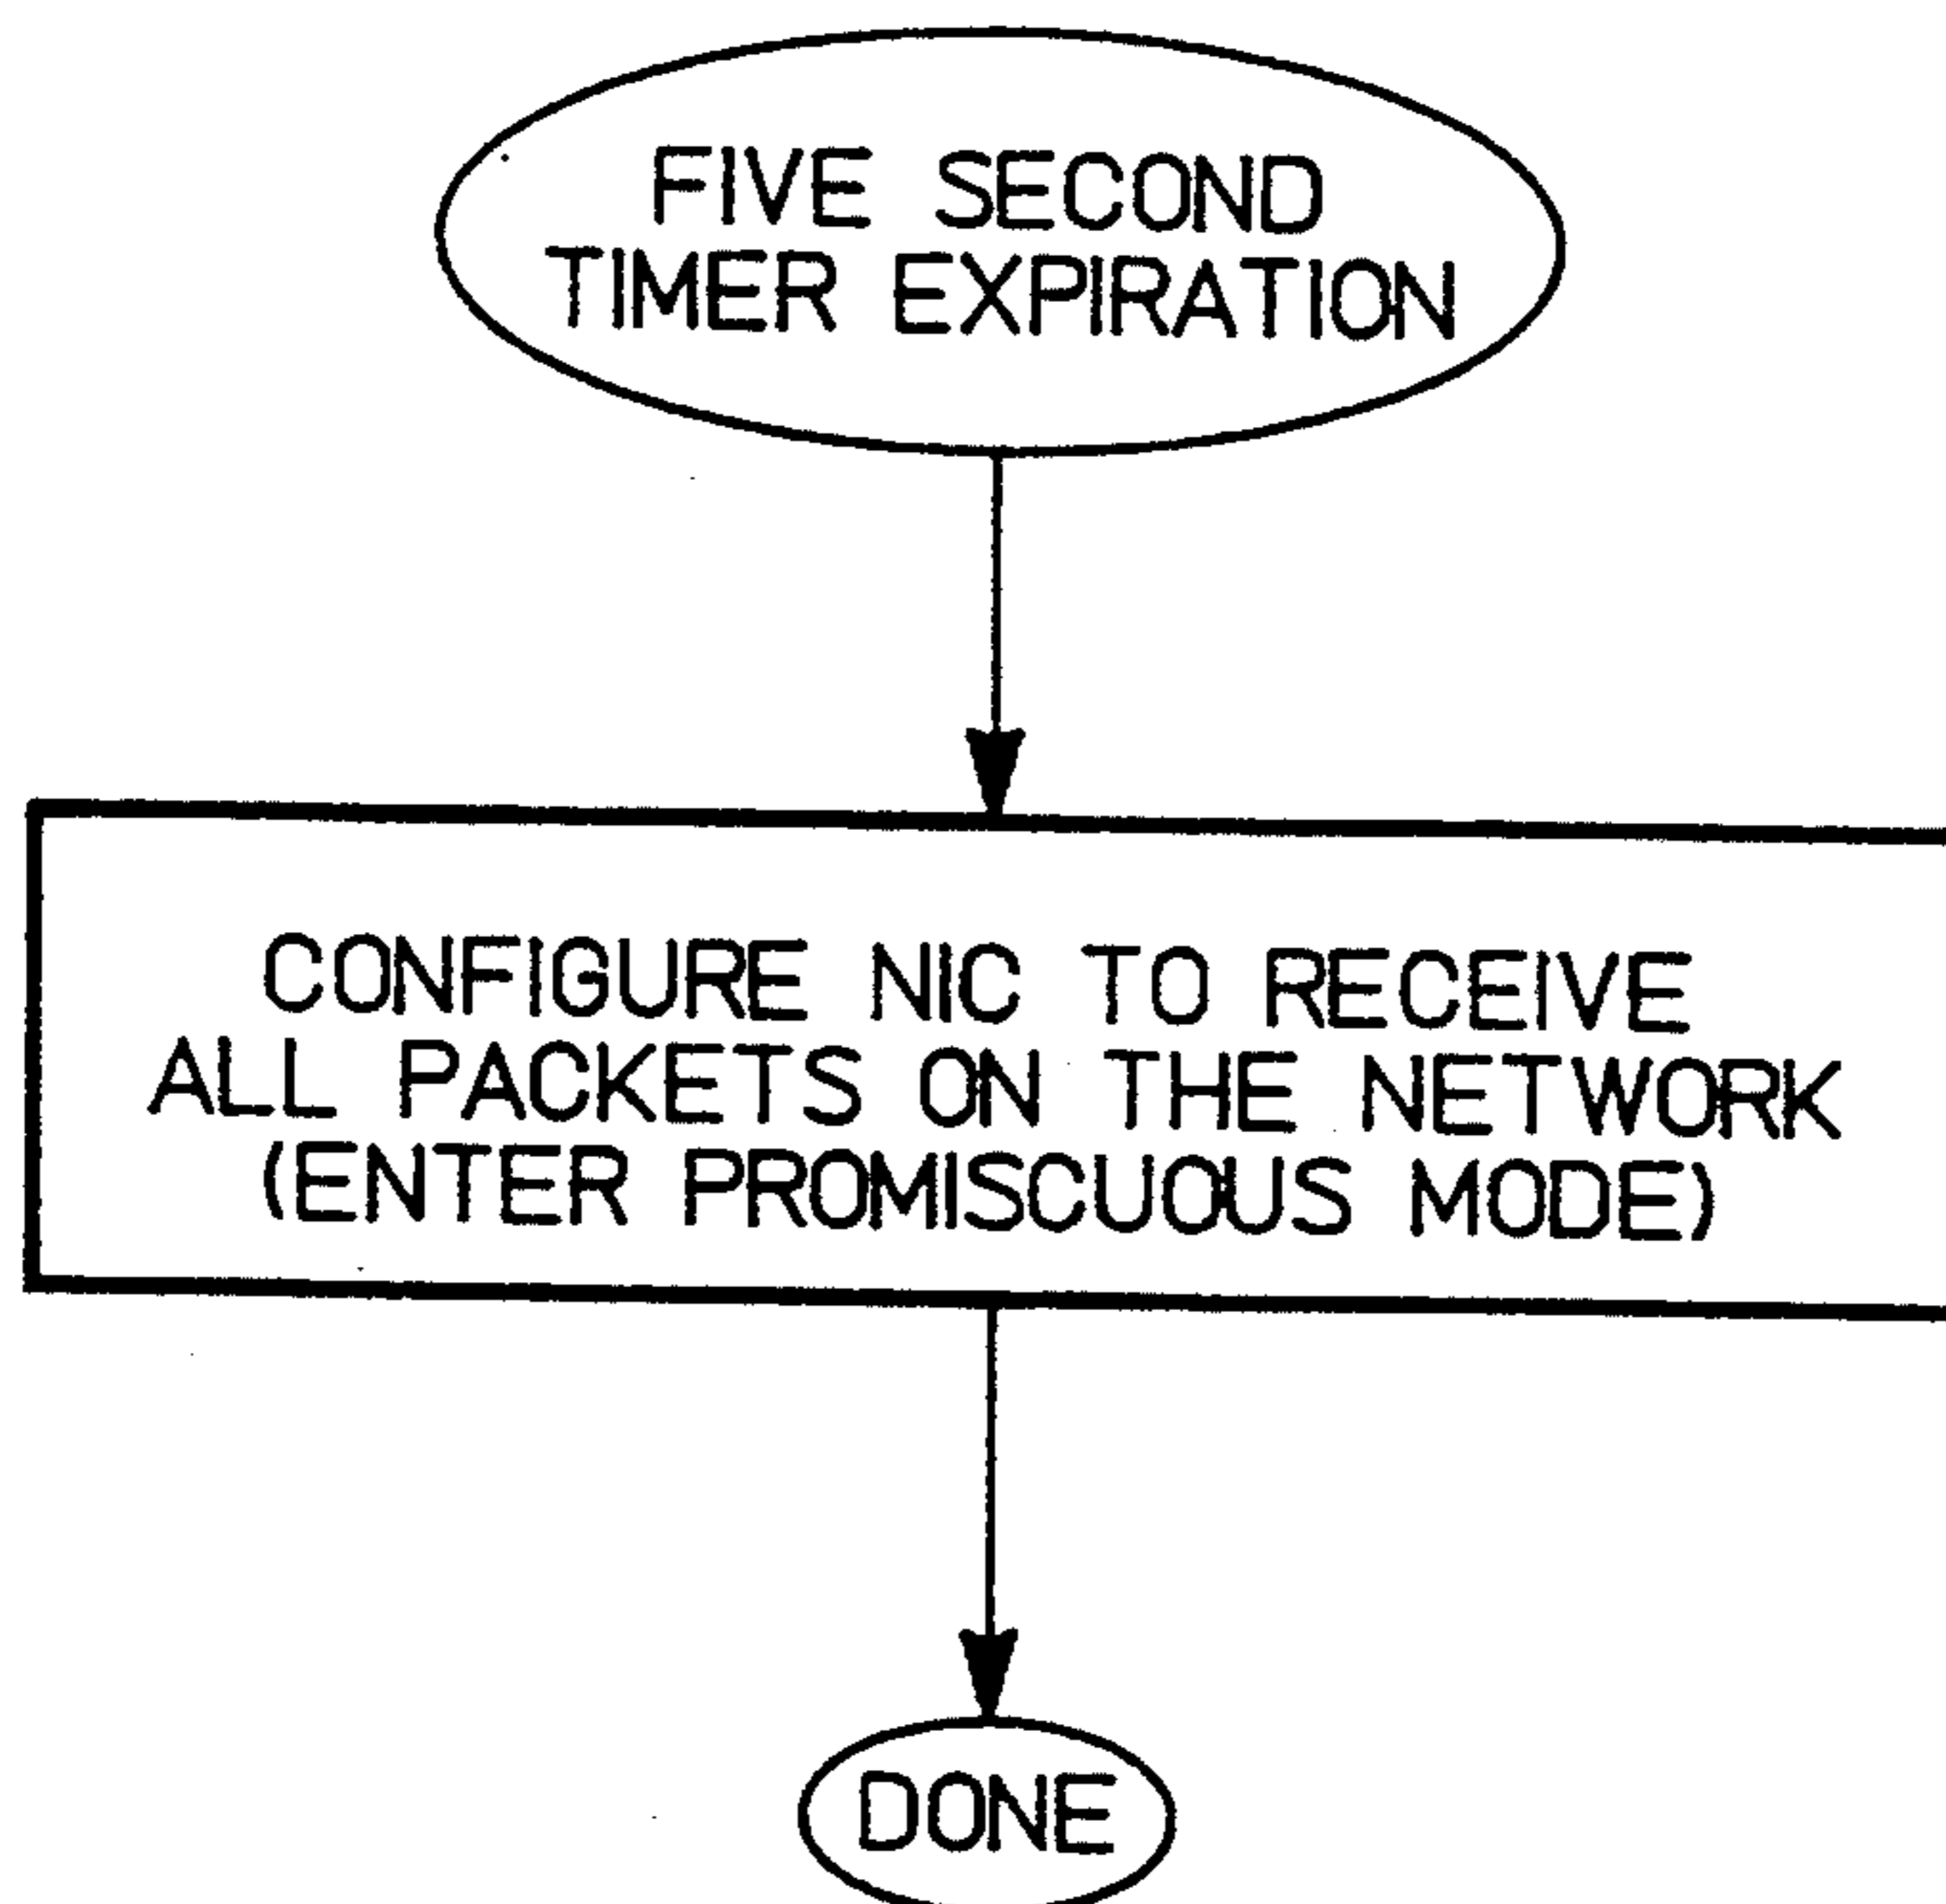 FIVE SECOND
TIMER EXPIRATION
CONFIGURE NIC TO RECEIVE
ALL PACKETS ON THE NETWORK
(ENTER PROMISCUOUS MODE)
DONE